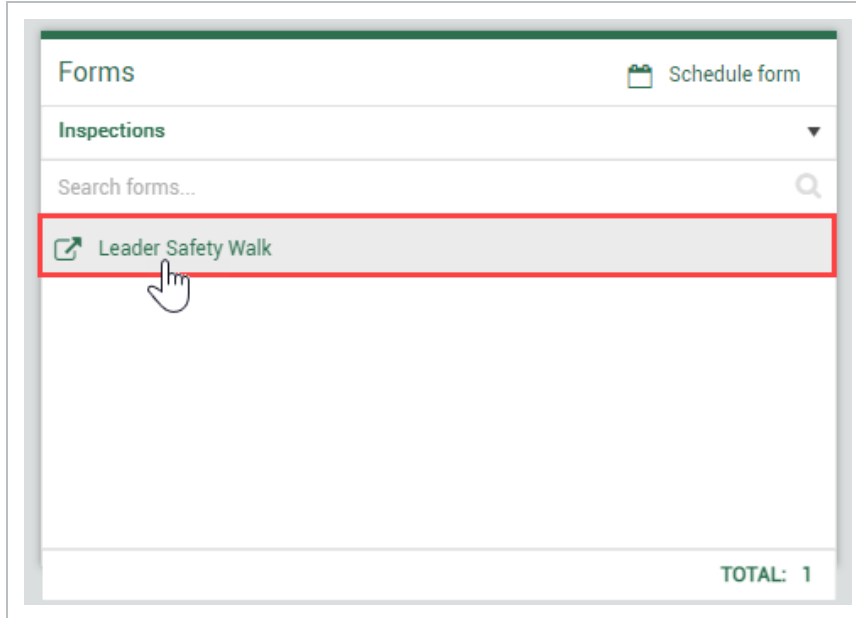 Forms
Schedule form
Inspections
Search forms...
Leader Safety Walk
TOTAL: 1